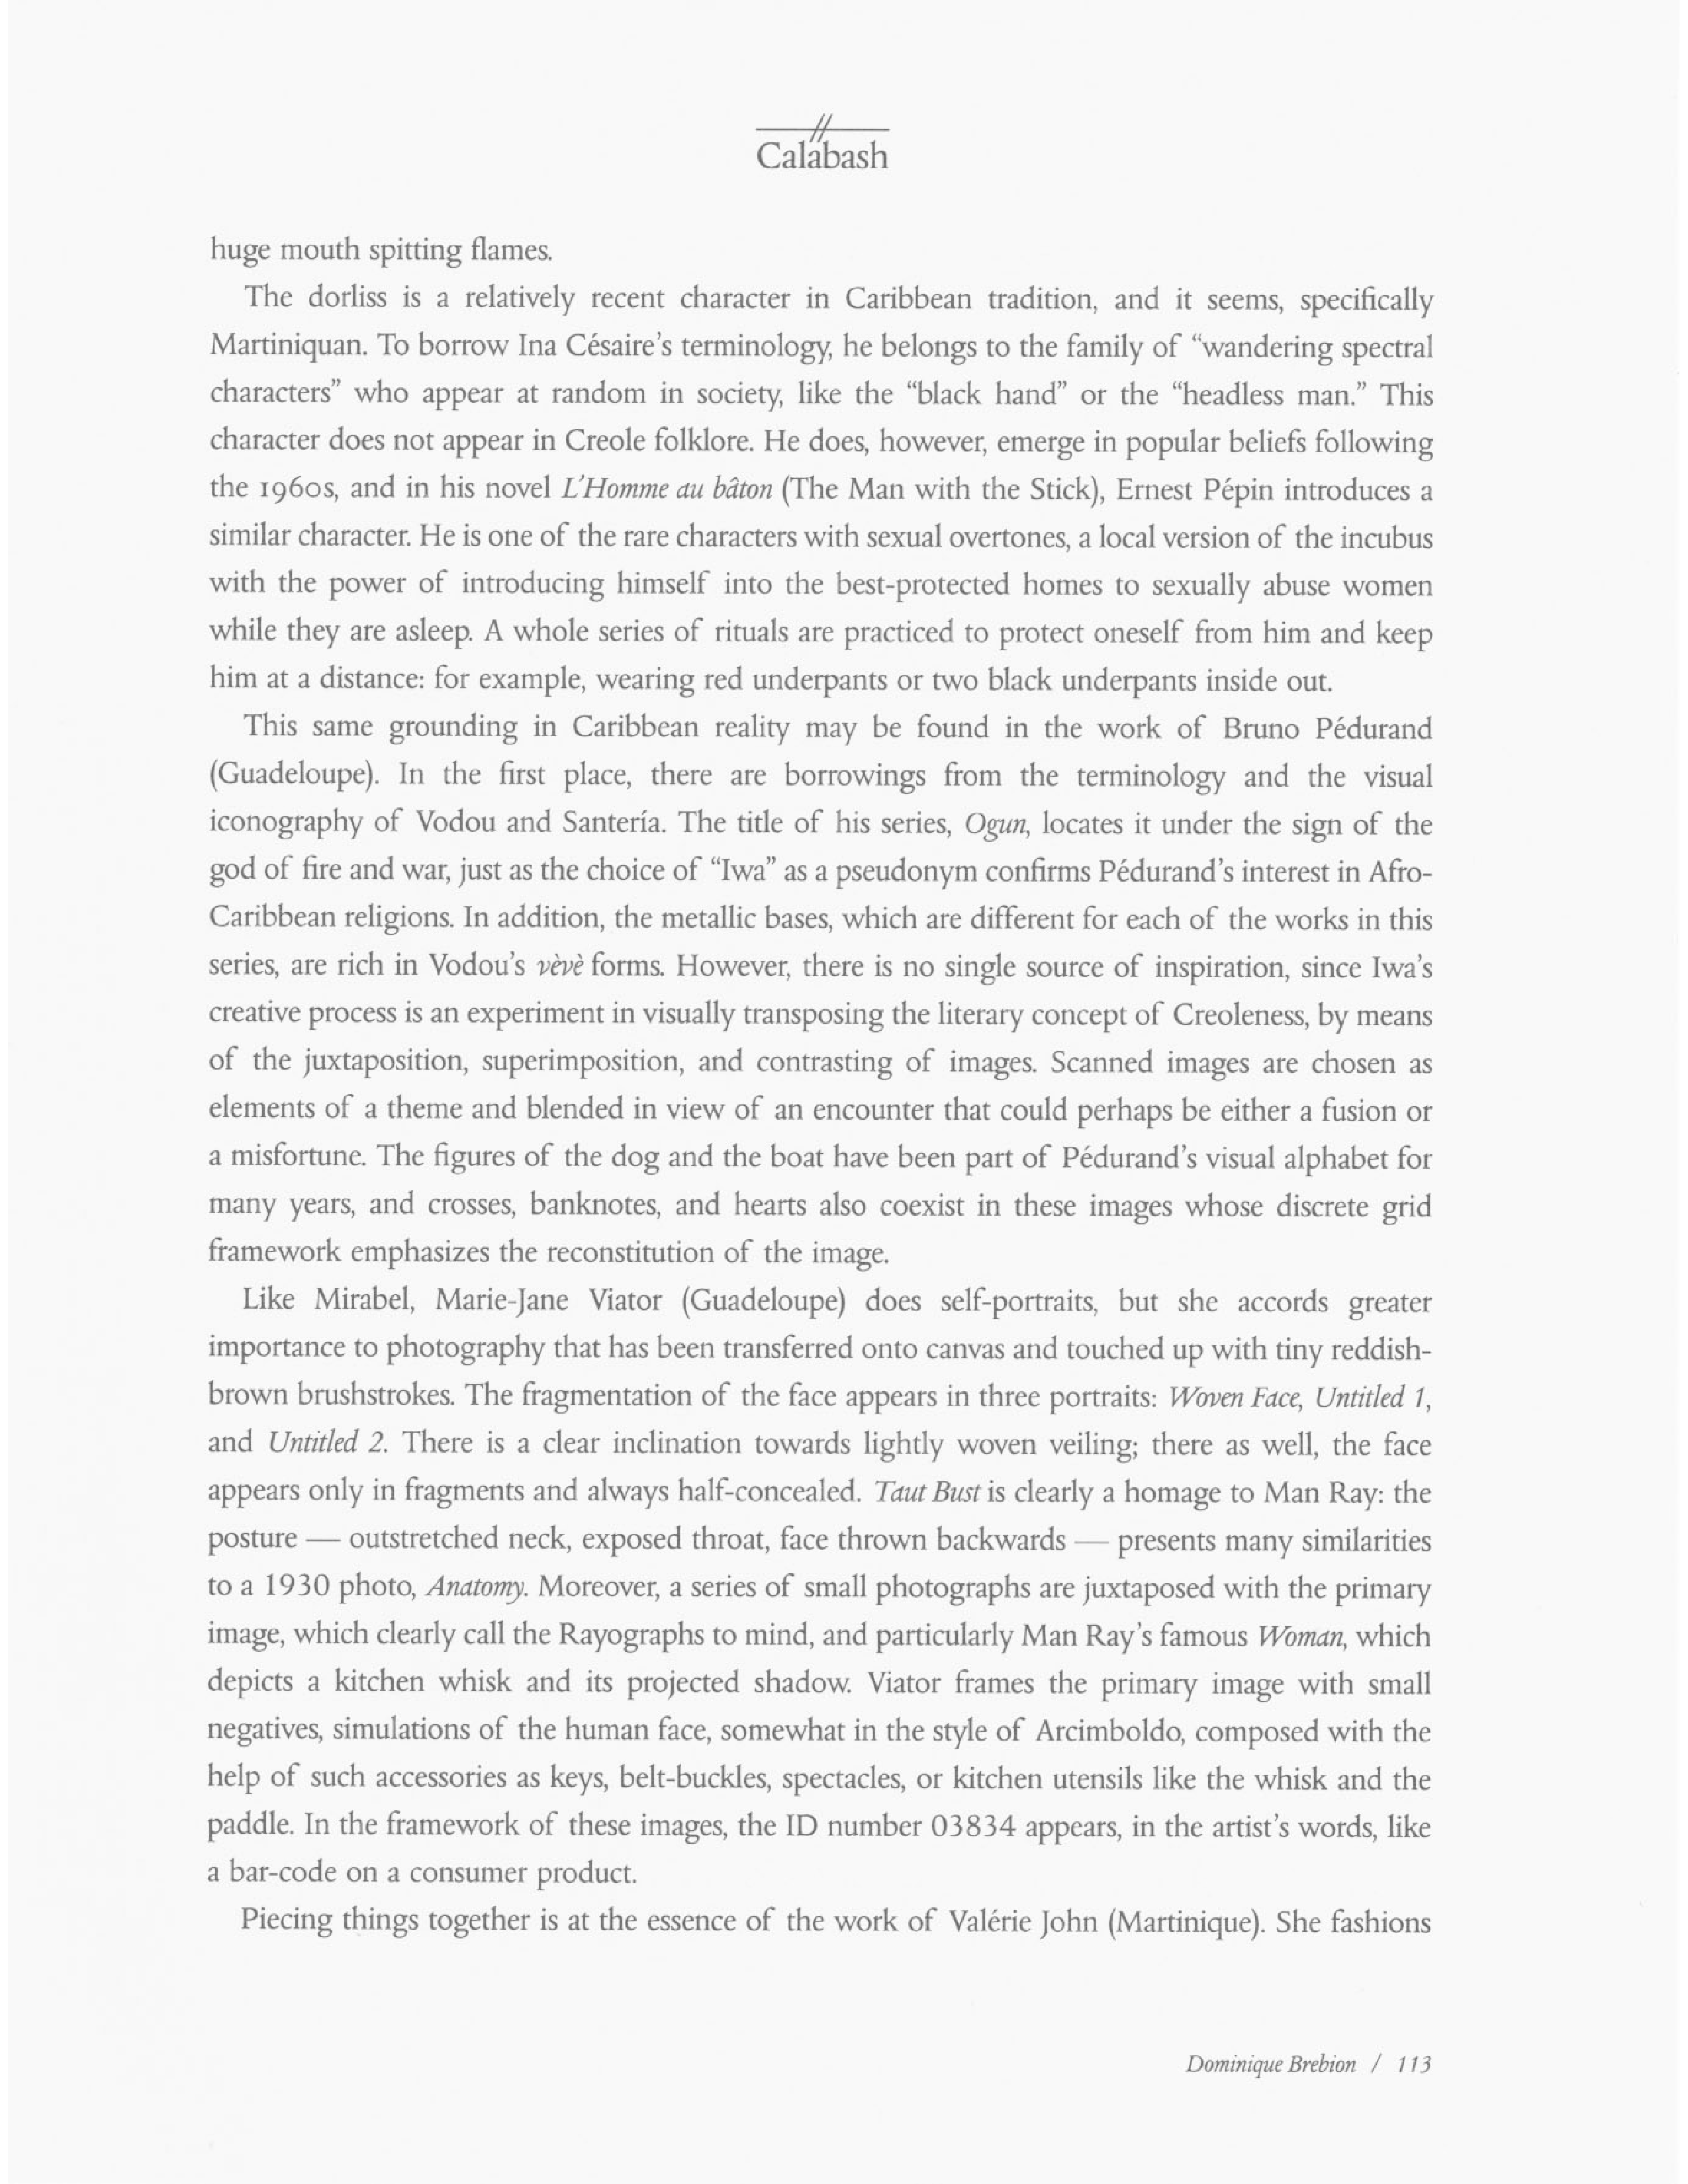 Calabash
huge mouth spitting flames.
The dorliss is a relatively recent character in Caribbean tradition, and it seems, specifically
Martiniquan. To borrow Ina Césaire’s terminology, he belongs to the family of “wandering spectral
characters” who appear at random in society, like the “black hand” or the “headless man.” This
character does not appear in Creole folklore. He does, however, emerge in popular beliefs following
the 1960s, and in his novel L’Homme au bâton (The Man with the Stick), Ernest Pépin introduces a
similar character. He is one of the rare characters with sexual overtones, a local version of the incubus
with the power of introducing himself into the best-protected homes to sexually abuse women
while they are asleep. A whole series of rituals are practiced to protect oneself from him and keep
him at a distance: for example, wearing red underpants or two black underpants inside out.
This same grounding in Caribbean reality may be found in the work of Bruno Pédurand
(Guadeloupe). In the first place, there are borrowings from the terminology and the visual
iconography of Vodou and Santería. The title of his series, Ogun, locates it under the sign of the
god of fire and war, just as the choice of “Iwa” as a pseudonym confirms Pédurand’s interest in Afro-
Caribbean religions. In addition, the metallic bases, which are different for each of the works in this
series, are rich in Vodou’s vèvè forms. However, there is no single source of inspiration, since Iwa’s
creative process is an experiment in visually transposing the literary concept of Creoleness, by means
of the juxtaposition, superimposition, and contrasting of images. Scanned images are chosen as
elements of a theme and blended in view of an encounter that could perhaps be either a fusion or
a misfortune. The figures of the dog and the boat have been part of Pédurand’s visual alphabet for
many years, and crosses, banknotes, and hearts also coexist in these images whose discrete grid
framework emphasizes the reconstitution of the image.
Like Mirabel, Marie-Jane Viator (Guadeloupe) does self-portraits, but she accords greater
importance to photography that has been transferred onto canvas and touched up with tiny reddish-
brown brushstrokes. The fragmentation of the face appears in three portraits: Woven Face, Untitled 1,
and Untitled 2. There is a clear inclination towards lightly woven veiling; there as well, the face
appears only in fragments and always half-concealed. Taut Bust is clearly a homage to Man Ray: the
posture — outstretched neck, exposed throat, face thrown backwards — presents many similarities
to a 1930 photo, Anatomy. Moreover, a series of small photographs are juxtaposed with the primary
image, which clearly call the Rayographs to mind, and particularly Man Ray’s famous Woman, which
depicts a kitchen whisk and its projected shadow. Viator frames the primary image with small
negatives, simulations of the human face, somewhat in the style of Arcimboldo, composed with the
help of such accessories as keys, belt-buckles, spectacles, or kitchen utensils like the whisk and the
paddle. In the framework of these images, the ID number 03834 appears, in the artist’s words, like
a bar-code on a consumer product.
Piecing things together is at the essence of the work of Valérie John (Martinique). She fashions
Dominique Brebion / 113